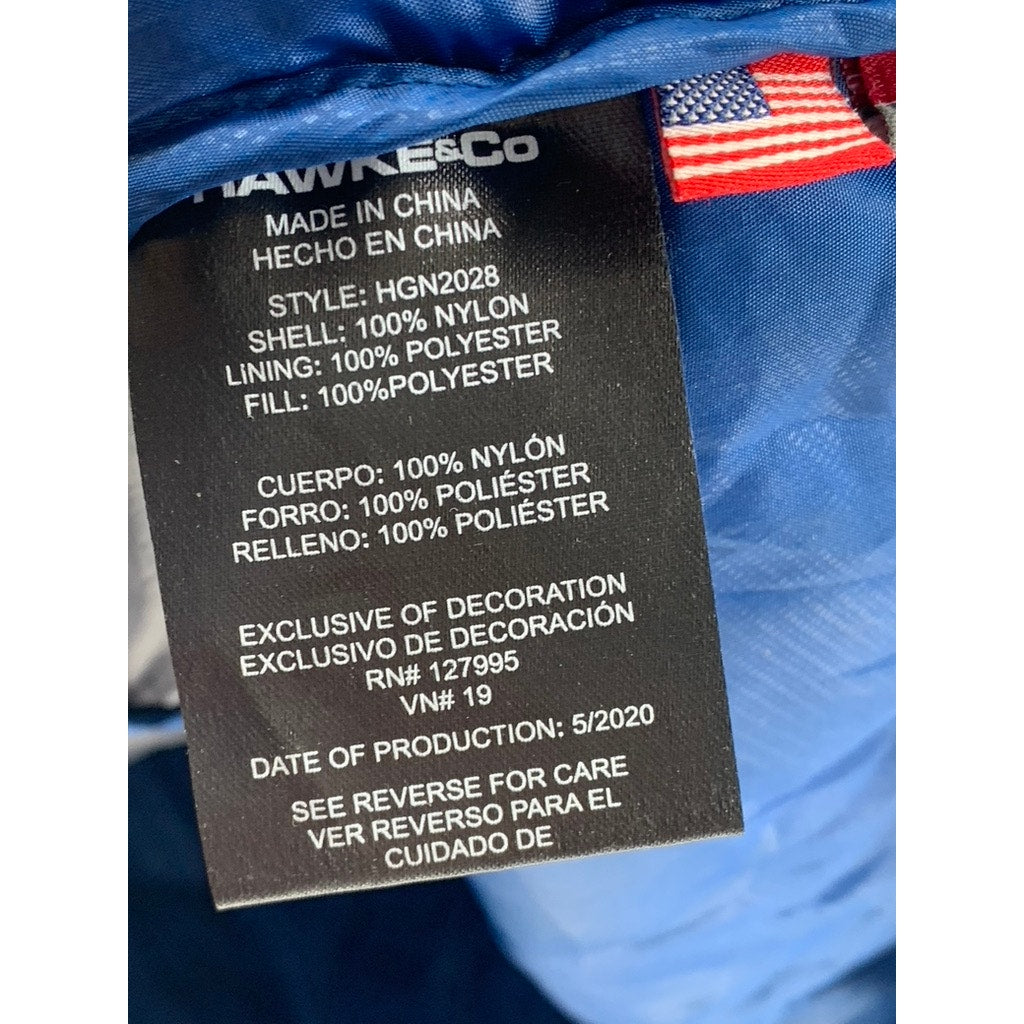 HAWKE&Co
MADE IN CHINA
HECHO EN CHINA
STYLE: HGN2028
SHELL: 100% NYLON
LINING: 100% POLYESTER
FILL: 100%POLYESTER
CUERPO: 100% NYLÓN
FORRO: 100% POLIÉSTER
RELLENO: 100% POLIÉSTER
EXCLUSIVE OF DECORATION
EXCLUSIVO DE DECORACIÓN
RN# 127995
VN# 19
DATE OF PRODUCTION: 5/2020
SEE REVERSE FOR CARE
VER REVERSO PARA EL
CUIDADO DE